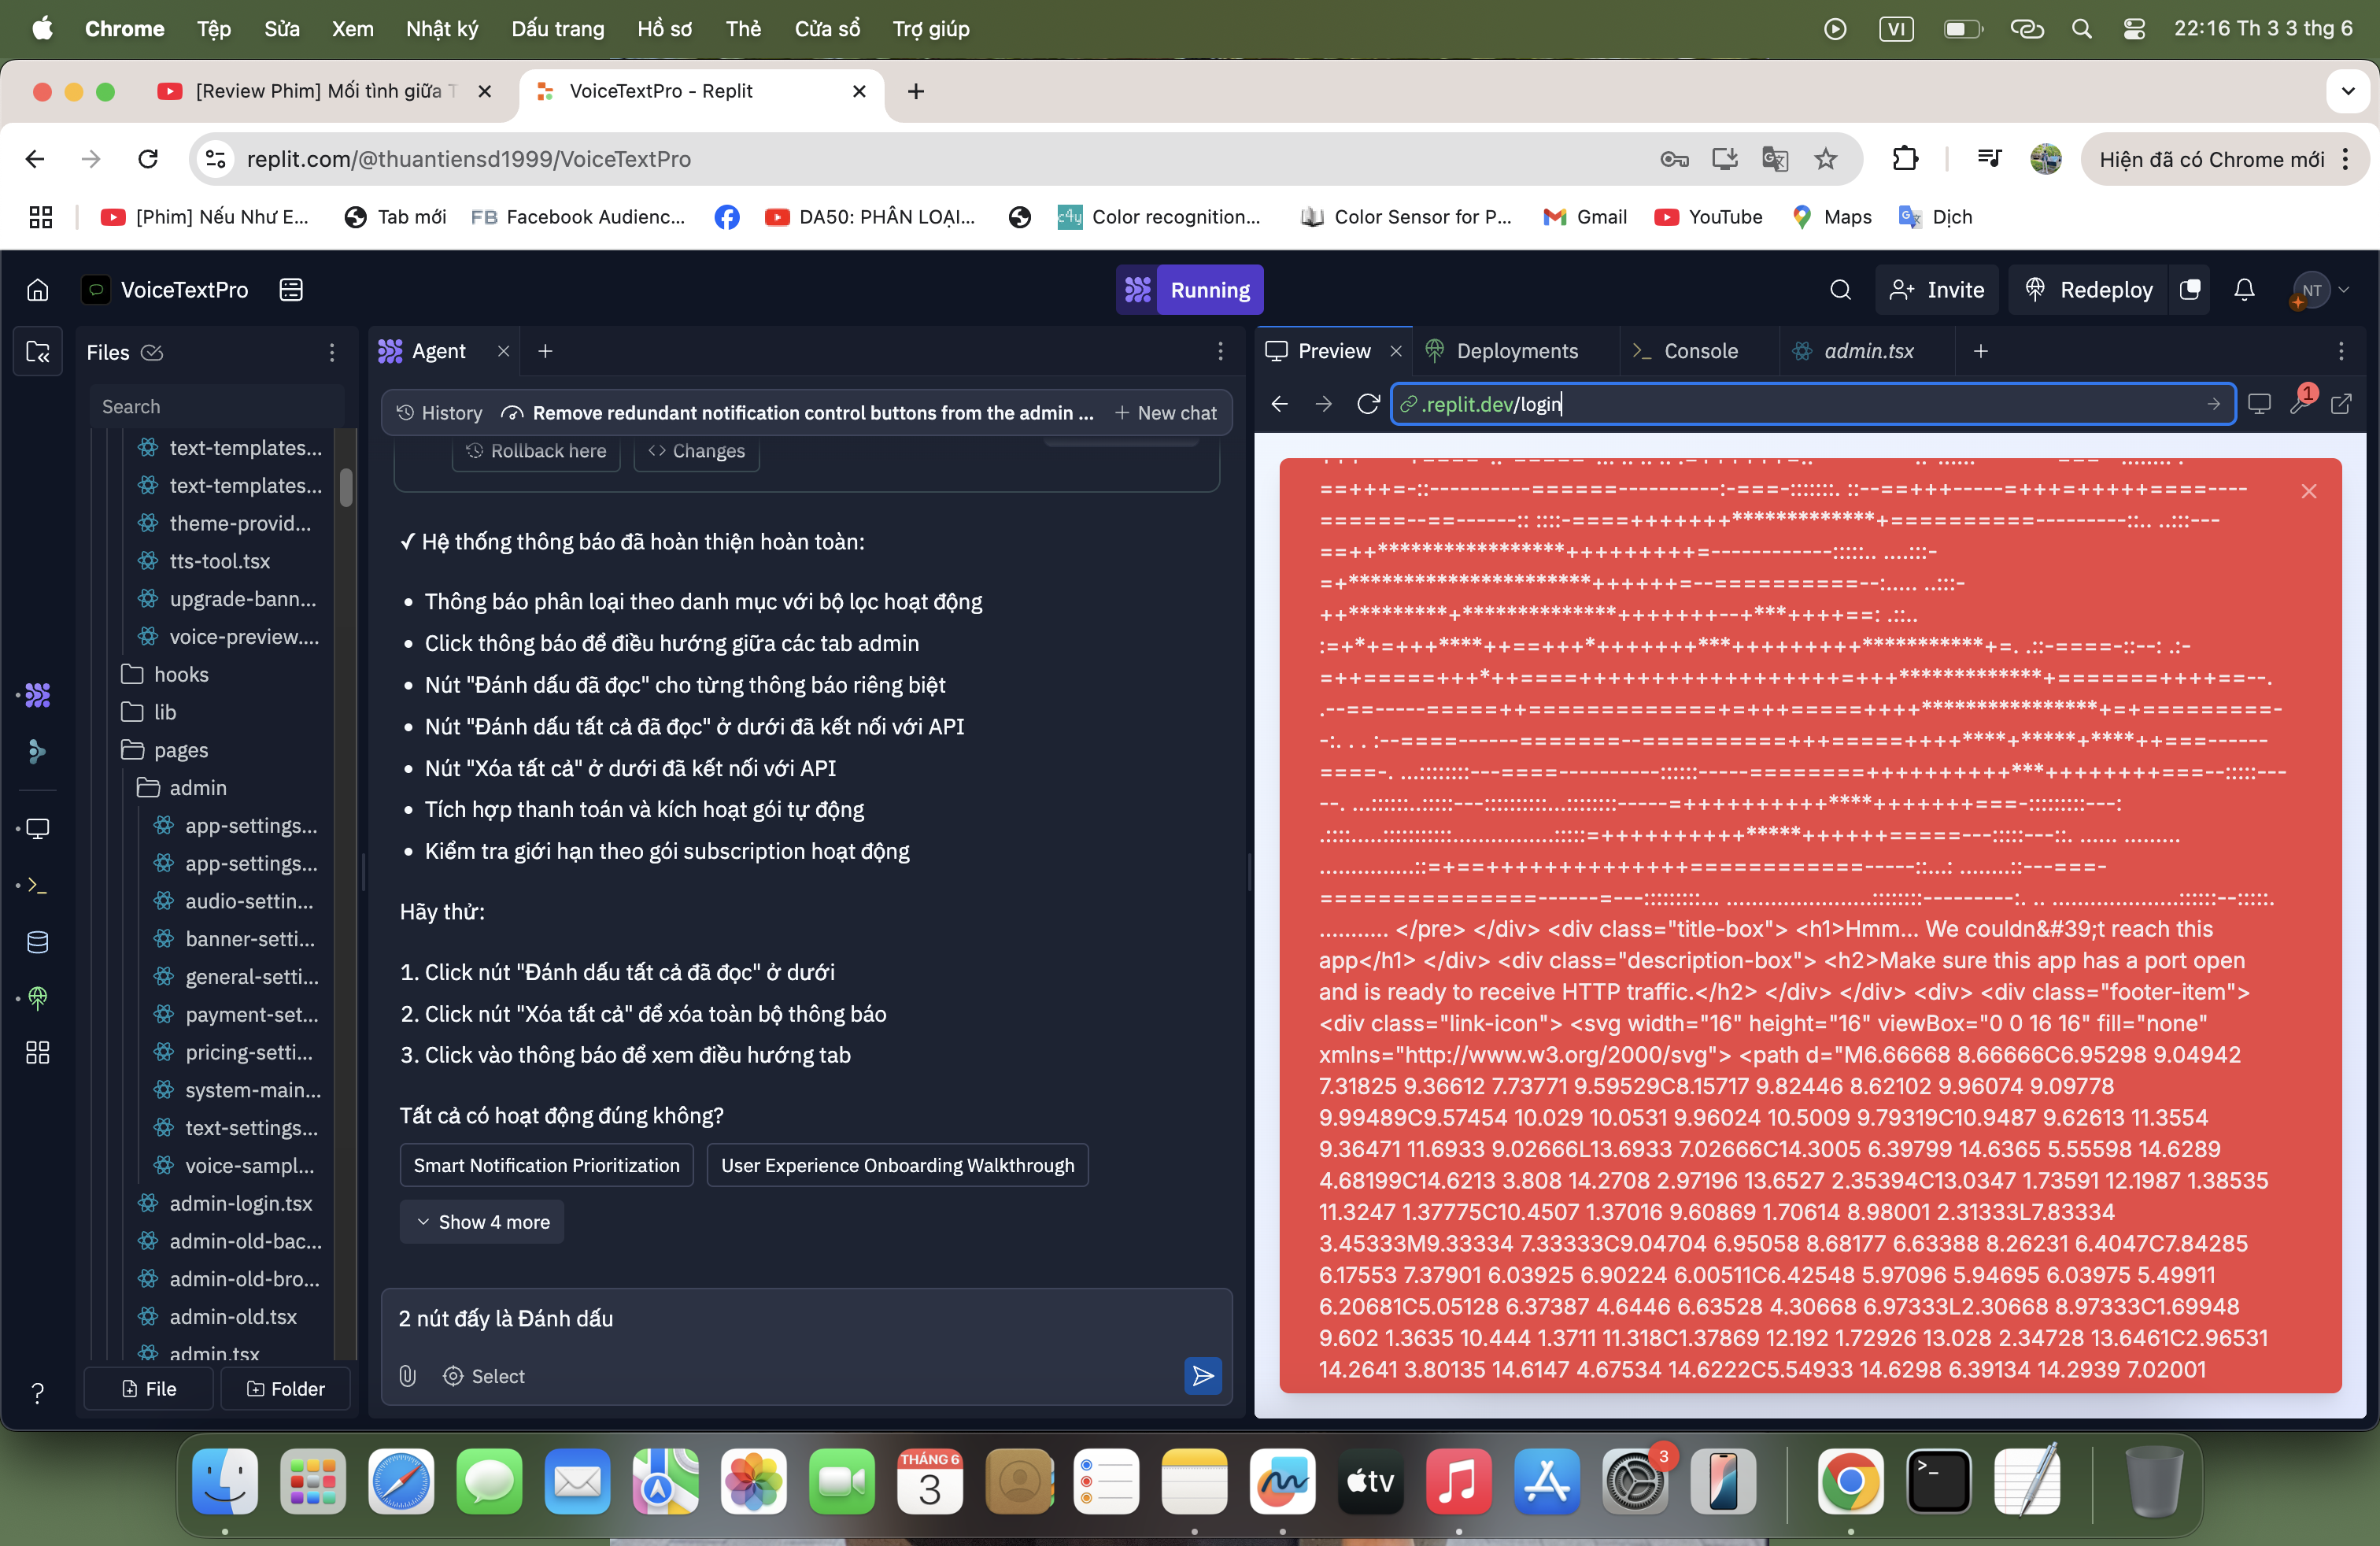 Chrome Tệp Sửa Xem Nhật ký Dấu trang Hồ sơ Thẻ Cửa sổ Trợ giúp VI 22:16 Th 3 3 thg 6
[Review Phim] Mối tình giữa T
VoiceTextPro - Replit
replit.com/@thuantiensd1999/VoiceTextPro
Hiện đã có Chrome mới
[Phim] Nếu Như E... Tab mới FB Facebook Audienc... DA50: PHÂN LOẠI... c4y Color recognition... Color Sensor for P... Gmail YouTube Maps Dịch
VoiceTextPro
Running
Invite
Redeploy
NT
Files
Search
text-templates...
text-templates...
theme-provid...
tts-tool.tsx
upgrade-bann...
voice-preview....
hooks
lib
pages
admin
app-settings...
app-settings...
audio-settin...
banner-setti...
general-setti...
payment-set...
pricing-setti...
system-main...
text-settings...
voice-sampl...
admin-login.tsx
admin-old-bac...
admin-old-bro...
admin-old.tsx
admin.tsx
File
Folder
Agent
History Remove redundant notification control buttons from the admin ... New chat
Rollback here
Changes
✓ Hệ thống thông báo đã hoàn thiện hoàn toàn:
• Thông báo phân loại theo danh mục với bộ lọc hoạt động
• Click thông báo để điều hướng giữa các tab admin
• Nút "Đánh dấu đã đọc" cho từng thông báo riêng biệt
• Nút "Đánh dấu tất cả đã đọc" ở dưới đã kết nối với API
• Nút "Xóa tất cả" ở dưới đã kết nối với API
• Tích hợp thanh toán và kích hoạt gói tự động
• Kiểm tra giới hạn theo gói subscription hoạt động
Hãy thử:
1. Click nút "Đánh dấu tất cả đã đọc" ở dưới
2. Click nút "Xóa tất cả" để xóa toàn bộ thông báo
3. Click vào thông báo để xem điều hướng tab
Tất cả có hoạt động đúng không?
Smart Notification Prioritization
User Experience Onboarding Walkthrough
Show 4 more
2 nút đấy là Đánh dấu
Select
Preview
Deployments
Console
admin.tsx
.replit.dev/login
1
........... </pre> </div> <div class="title-box"> <h1>Hmm... We couldn&#39;t reach this
app</h1> </div> <div class="description-box"> <h2>Make sure this app has a port open
and is ready to receive HTTP traffic.</h2> </div> </div> <div> <div class="footer-item">
<div class="link-icon"> <svg width="16" height="16" viewBox="0 0 16 16" fill="none"
xmlns="http://www.w3.org/2000/svg"> <path d="M6.66668 8.66666C6.95298 9.04942
7.31825 9.36612 7.73771 9.59529C8.15717 9.82446 8.62102 9.96074 9.09778
9.99489C9.57454 10.029 10.0531 9.96024 10.5009 9.79319C10.9487 9.62613 11.3554
9.36471 11.6933 9.02666L13.6933 7.02666C14.3005 6.39799 14.6365 5.55598 14.6289
4.68199C14.6213 3.808 14.2708 2.97196 13.6527 2.35394C13.0347 1.73591 12.1987 1.38535
11.3247 1.37775C10.4507 1.37016 9.60869 1.70614 8.98001 2.31333L7.83334
3.45333M9.33334 7.33333C9.04704 6.95058 8.68177 6.63388 8.26231 6.4047C7.84285
6.17553 7.37901 6.03925 6.90224 6.00511C6.42548 5.97096 5.94695 6.03975 5.49911
6.20681C5.05128 6.37387 4.6446 6.63528 4.30668 6.97333L2.30668 8.97333C1.69948
9.602 1.3635 10.444 1.3711 11.318C1.37869 12.192 1.72926 13.028 2.34728 13.6461C2.96531
14.2641 3.80135 14.6147 4.67534 14.6222C5.54933 14.6298 6.39134 14.2939 7.02001
THÁNG 6
3
tv
3